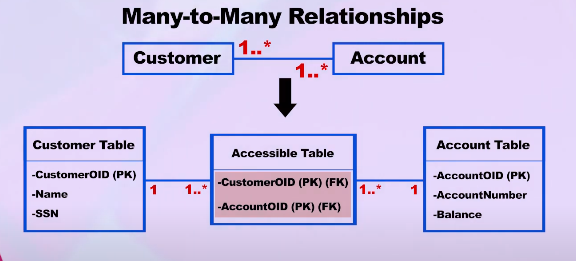 Many-to-Many Relationships
Customer
1..*
1..*
Account
Customer Table
-CustomerOID (PK)
-Name
-SSN
1
1..*
Accessible Table
-CustomerOID (PK) (FK)
-AccountOID (PK) (FK)
1..*
1
Account Table
-AccountOID (PK)
-AccountNumber
-Balance